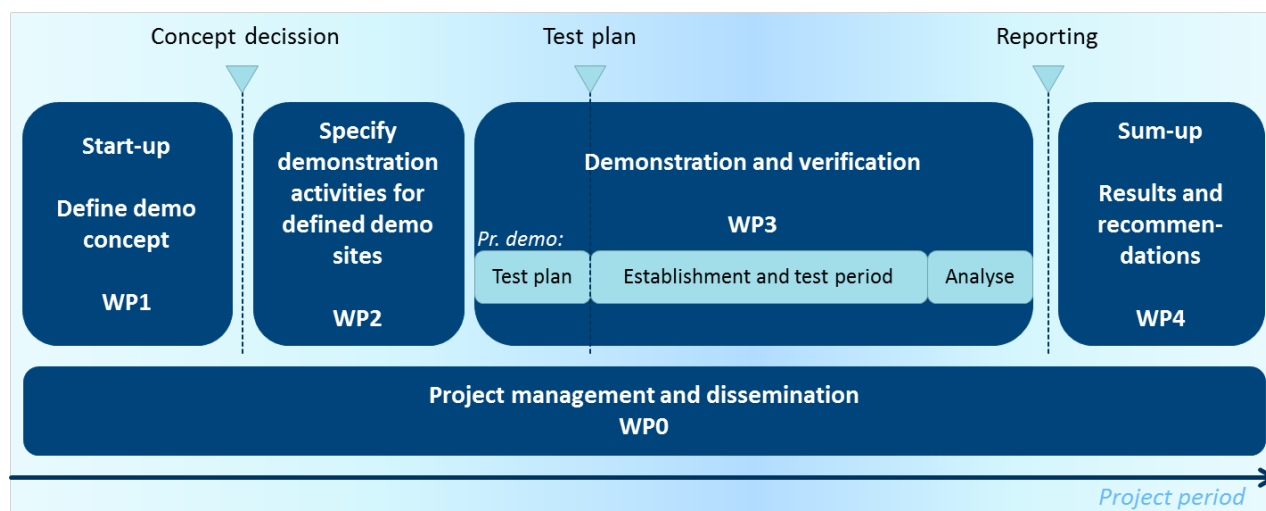 Concept decission
Test plan
Reporting
Start-up
Define demo
concept
WP1
Specify
demonstration
activities for
defined demo
sites
WP2
Demonstration and verification
WP3
Pr. demo:
Test plan
Establishment and test period
Analyse
Sum-up
Results and
recommen-
dations
WP4
Project management and dissemination
WP0
Project period